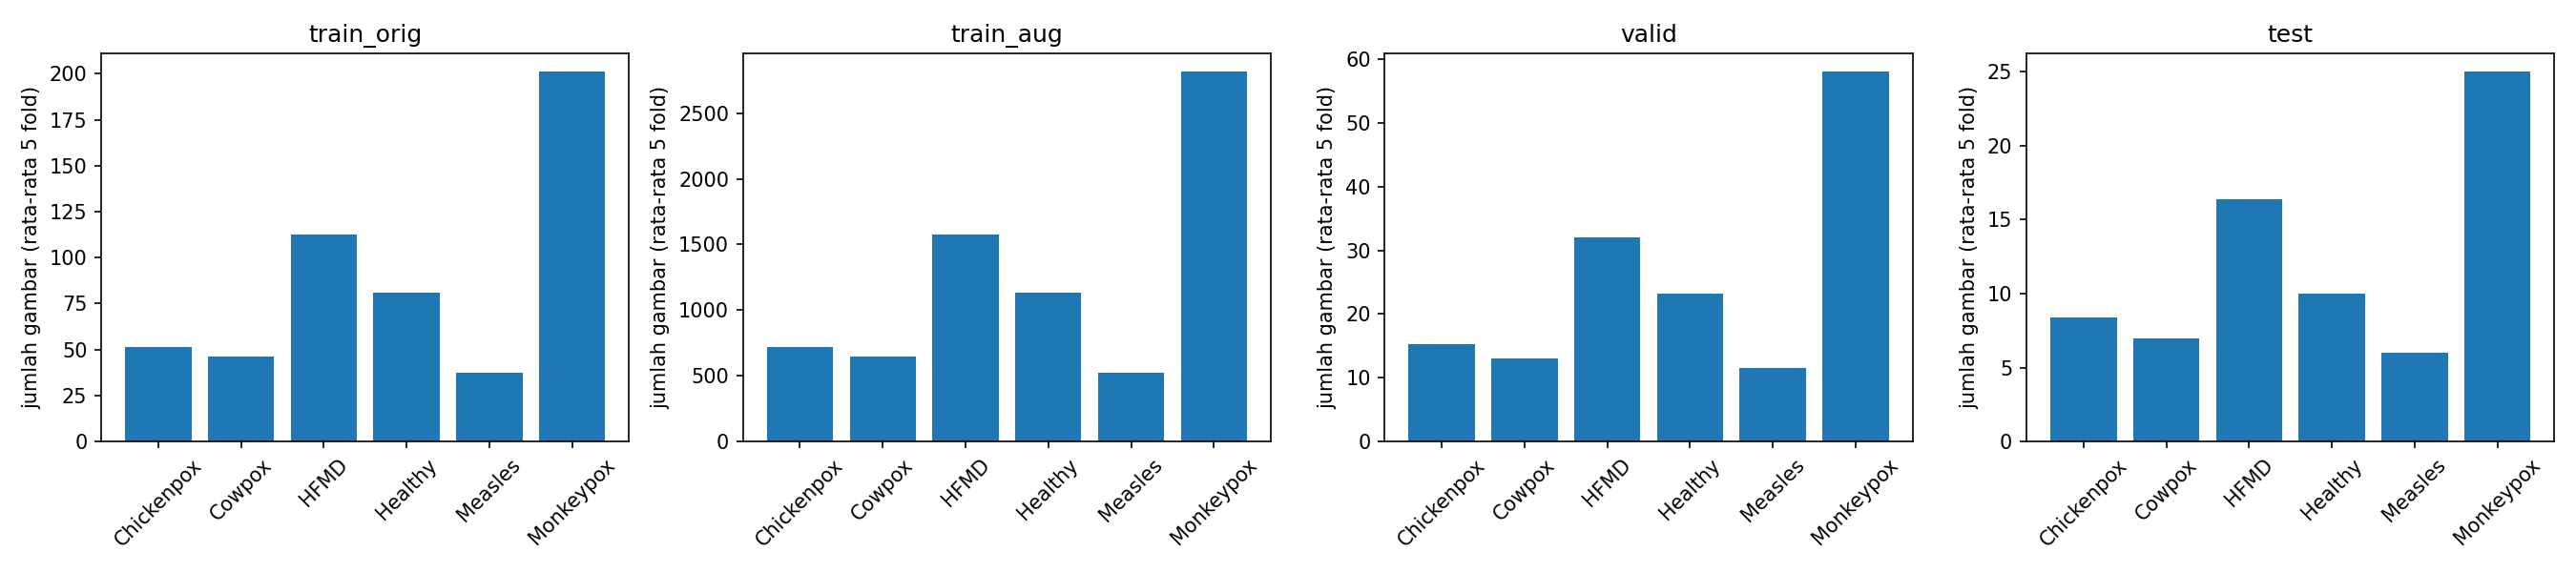 train_orig
jumlah gambar (rata-rata 5 fold)
200
175
150
125
100
75
50
25
0
Chickenpox
Cowpox
HFMD
Healthy
Measles
Monkeypox
train_aug
jumlah gambar (rata-rata 5 fold)
2500
2000
1500
1000
500
0
Chickenpox
Cowpox
HFMD
Healthy
Measles
Monkeypox
valid
jumlah gambar (rata-rata 5 fold)
60
50
40
30
20
10
0
Chickenpox
Cowpox
HFMD
Healthy
Measles
Monkeypox
test
jumlah gambar (rata-rata 5 fold)
25
20
15
10
5
0
Chickenpox
Cowpox
HFMD
Healthy
Measles
Monkeypox